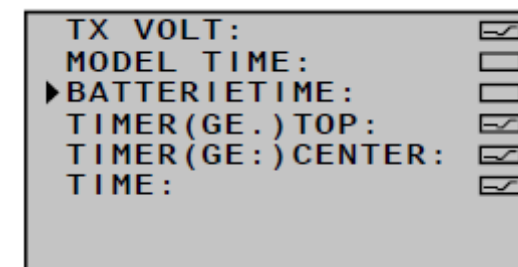 TX VOLT:
MODEL TIME:
BATTERIETIME:
TIMER(GE.)TOP:
TIMER(GE:)CENTER:
TIME: